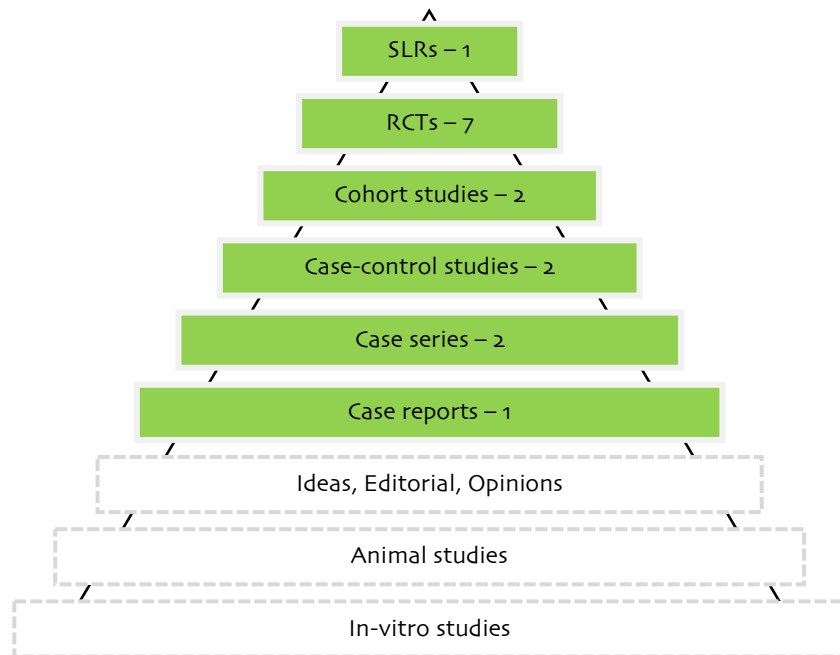 SLRs – 1
RCTs – 7
Cohort studies – 2
Case-control studies – 2
Case series – 2
Case reports – 1
Ideas, Editorial, Opinions
Animal studies
In-vitro studies